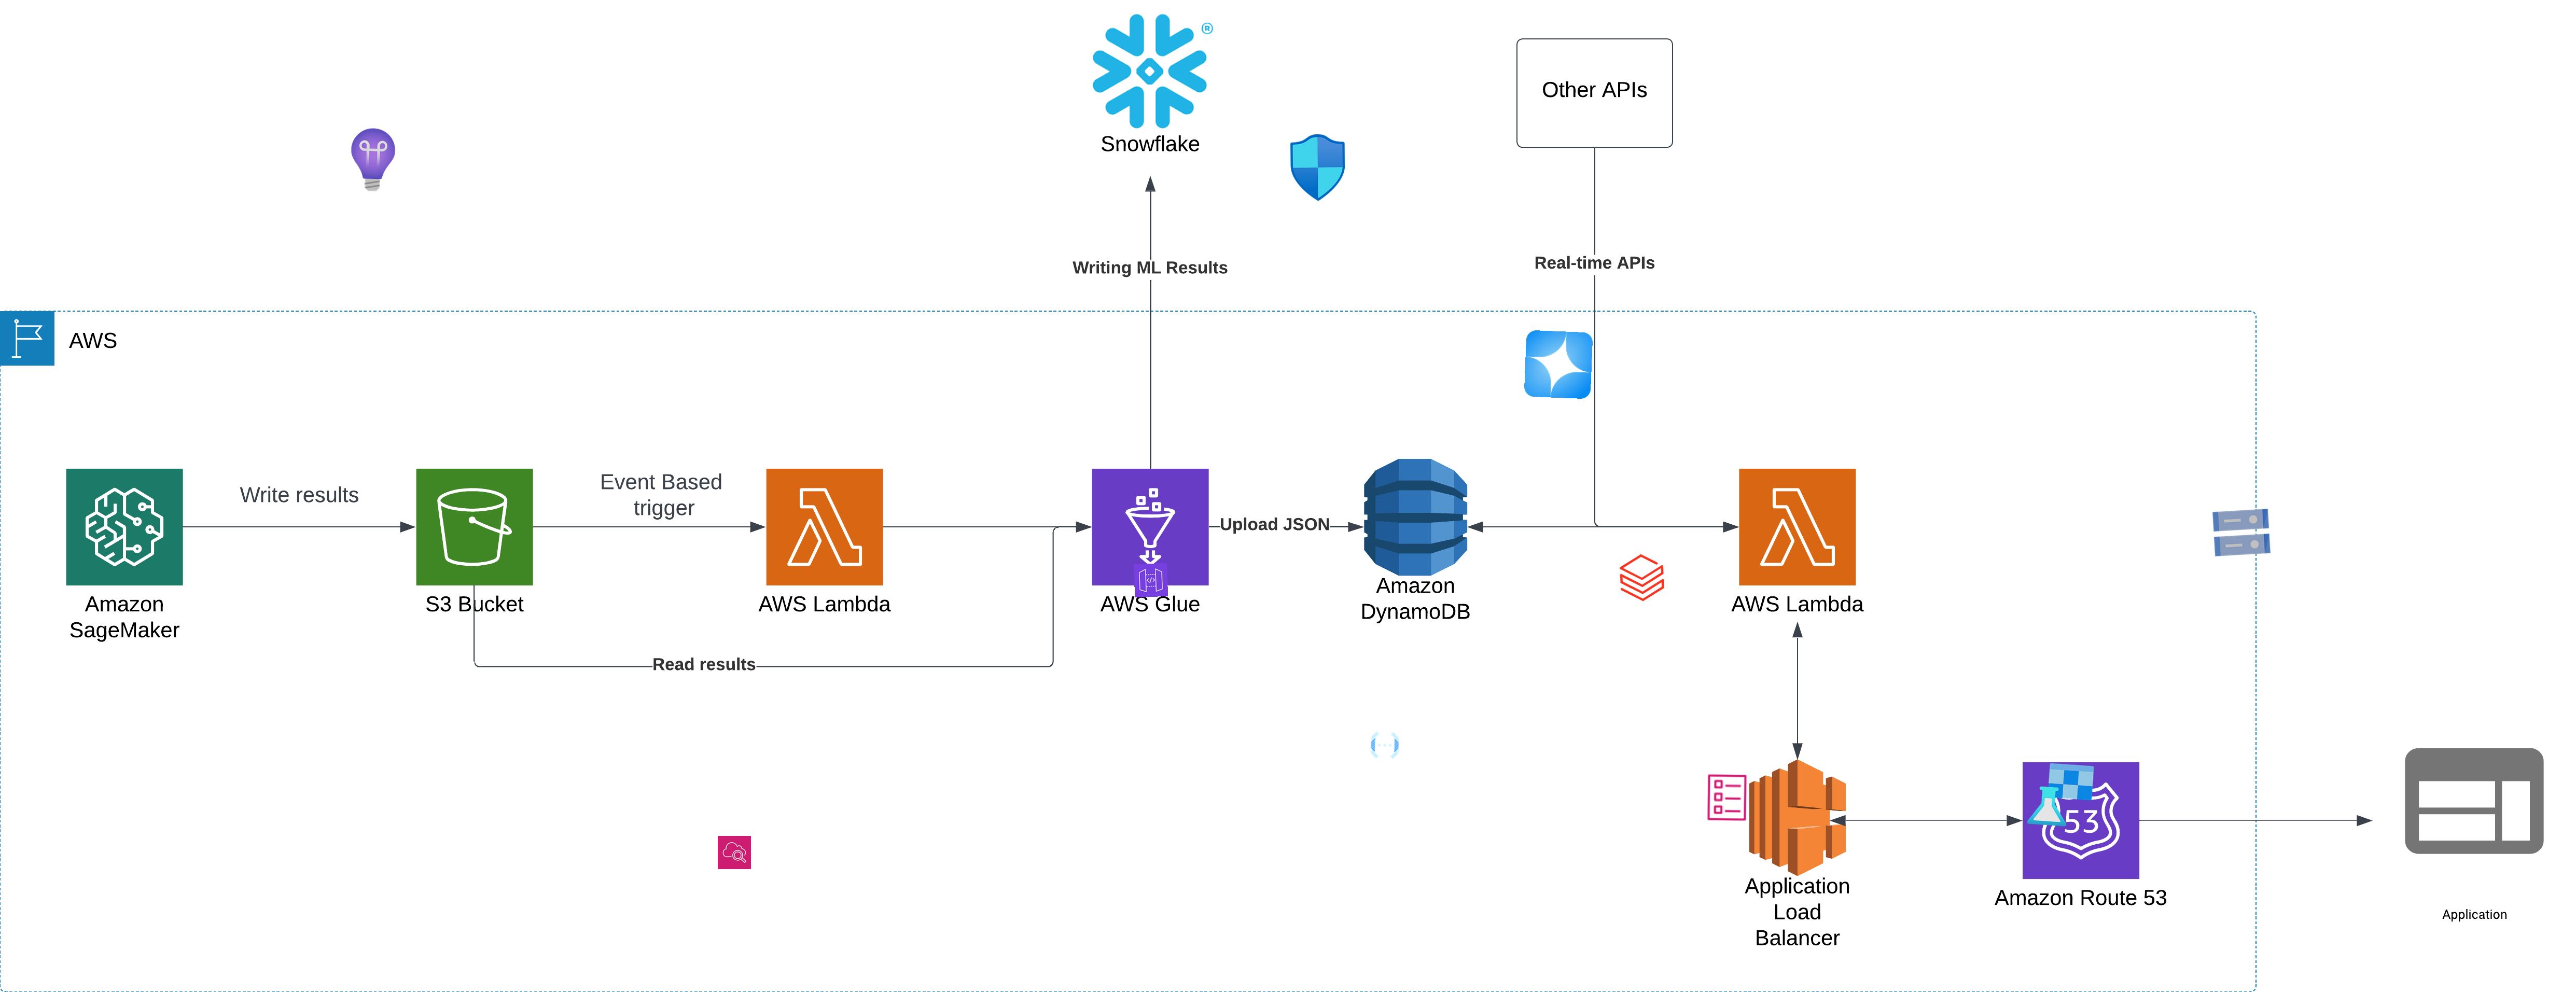 ®
Snowflake
Other APIs
Writing ML Results
Real-time APIs
AWS
Write results
Event Based
trigger
Upload JSON
Amazon
SageMaker
S3 Bucket
AWS Lambda
AWS Glue
Amazon
DynamoDB
AWS Lambda
Read results
53
Application
Load
Balancer
Amazon Route 53
Application